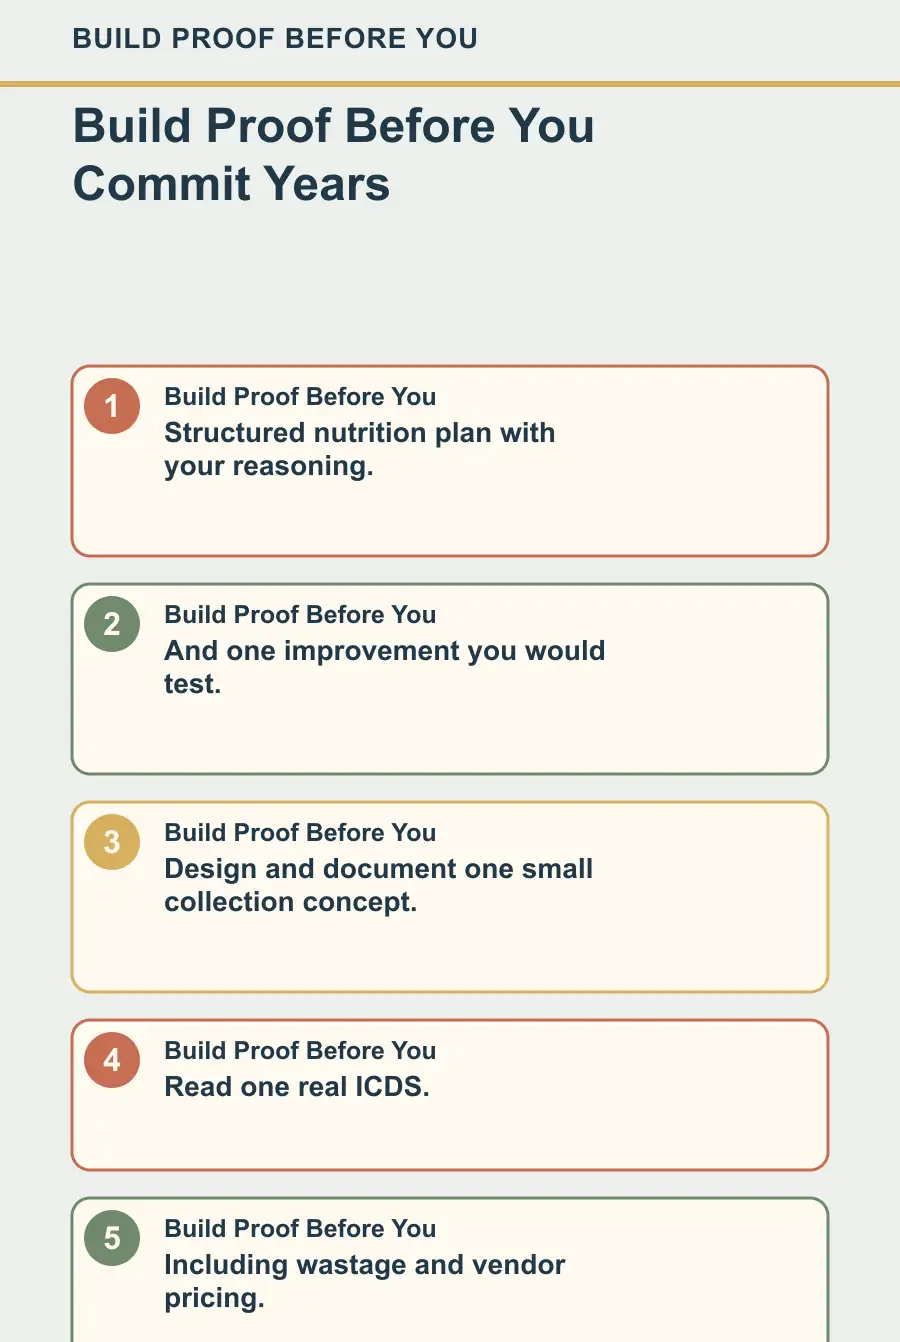 BUILD PROOF BEFORE YOU
Build Proof Before You
Commit Years
1
Build Proof Before You
Structured nutrition plan with
your reasoning.
2
Build Proof Before You
And one improvement you would
test.
3
Build Proof Before You
Design and document one small
collection concept.
4
Build Proof Before You
Read one real ICDS.
5
Build Proof Before You
Including wastage and vendor
pricing.